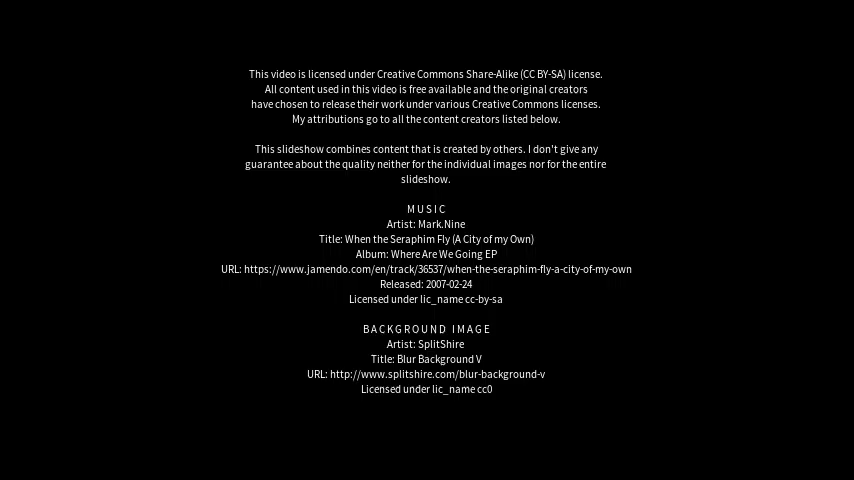 This video is licensed under Creative Commons Share-Alike (CC BY-SA) license.
All content used in this video is free available and the original creators
have chosen to release their work under various Creative Commons licenses.
My attributions go to all the content creators listed below.
This slideshow combines content that is created by others. I don't give any
guarantee about the quality neither for the individual images nor for the entire
slideshow.
MUSIC
Artist: Mark.Nine
Title: When the Seraphim Fly (A City of my Own)
Album: Where Are We Going EP
URL: https://www.jamendo.com/en/track/36537/when-the-seraphim-fly-a-city-of-my-own
Released: 2007-02-24
Licensed under lic_name cc-by-sa
BACKGROUND IMAGE
Artist: SplitShire
Title: Blur Background V
URL: http://www.splitshire.com/blur-background-v
Licensed under lic_name cc0